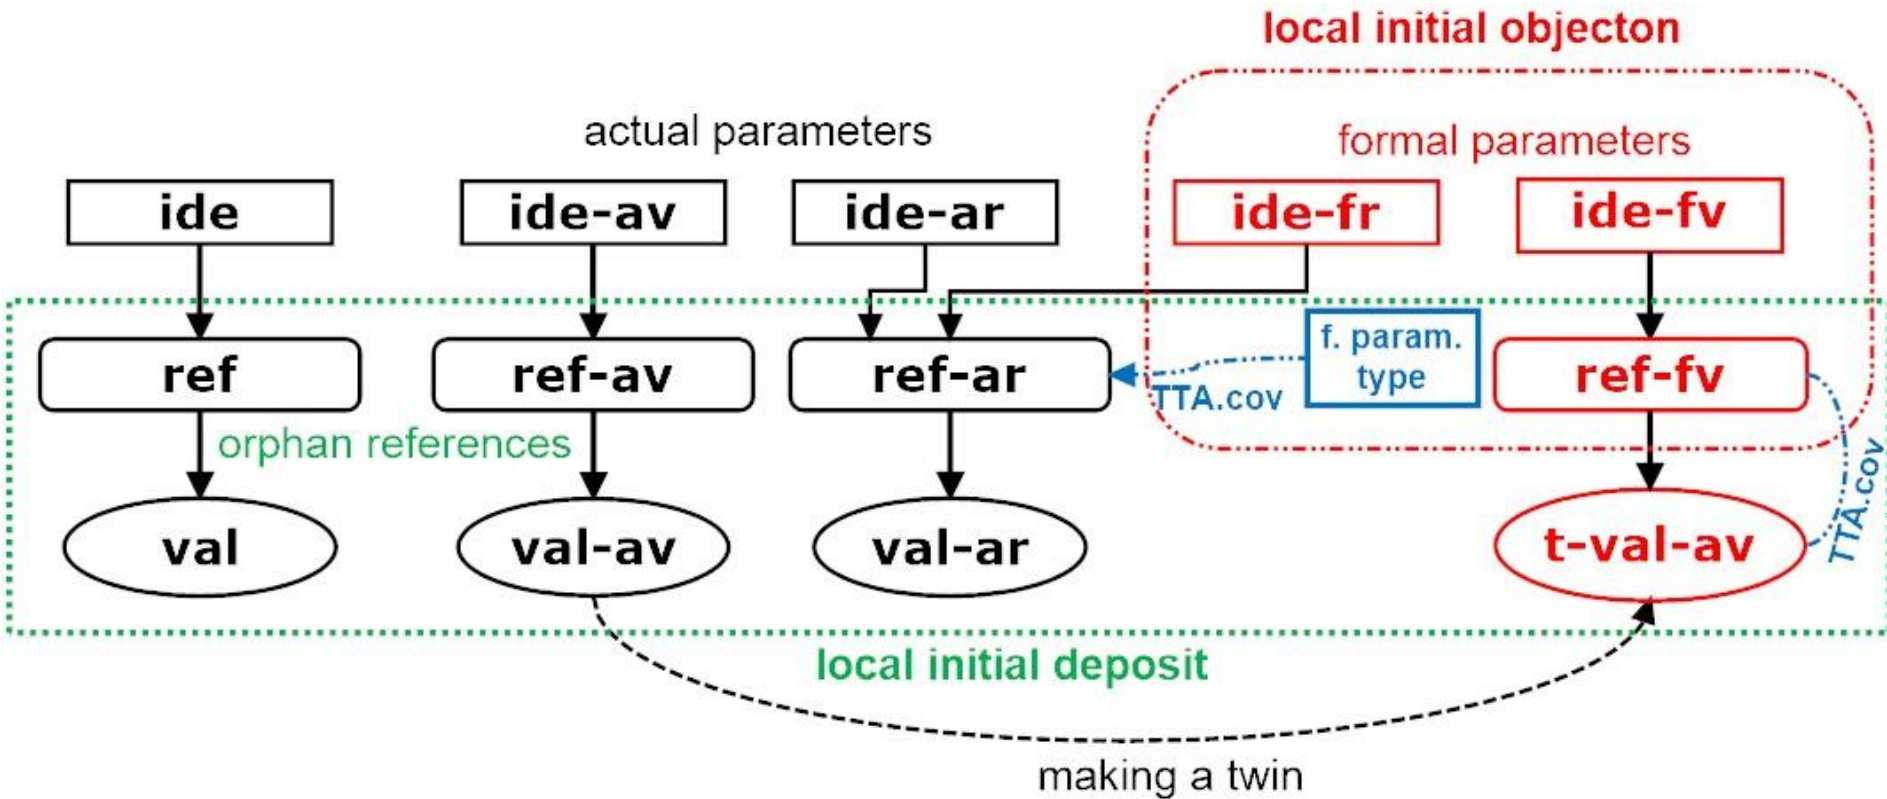 local initial objecton
actual parameters
formal parameters
ide
ide-av
ide-ar
ide-fr
ide-fv
ref
ref-av
ref-ar
TTA.cov
f. param.
type
ref-fv
orphan references
TTA.cov
val
val-av
val-ar
t-val-av
local initial deposit
making a twin